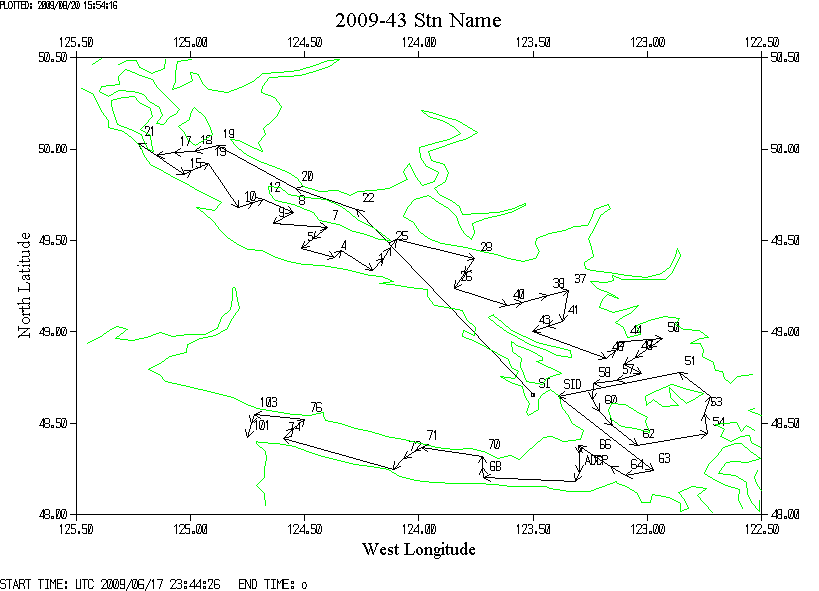 PLOTTED: 2009/08/20 15:54:16
2009-43 Stn Name
125.50 125.00 124.50 124.00 123.50 123.00 122.50
50.50 50.50
21 17 18 19
50.00 50.00
15 19
20
12
10 8 22
9 7
5 4 25
49.50 49.50
28
1
26 37
40 39
41
43
49.00 49.00
44 50
51
58 57
SI SID
60 53
103 76
54
48.50 48.50
101 74
62
71 72 70
66
68 ADCP 64 63
48.00 48.00
125.50 125.00 124.50 124.00 123.50 123.00 122.50
North Latitude
West Longitude
START TIME: UTC 2009/06/17 23:44:26 END TIME: o